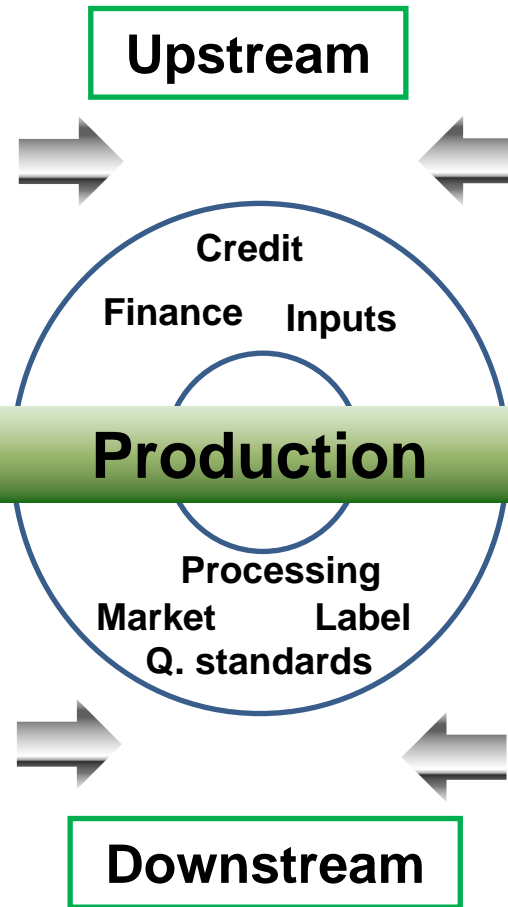 Upstream
Credit
Finance Inputs
Production
Processing
Market Label
Q. standards
Downstream